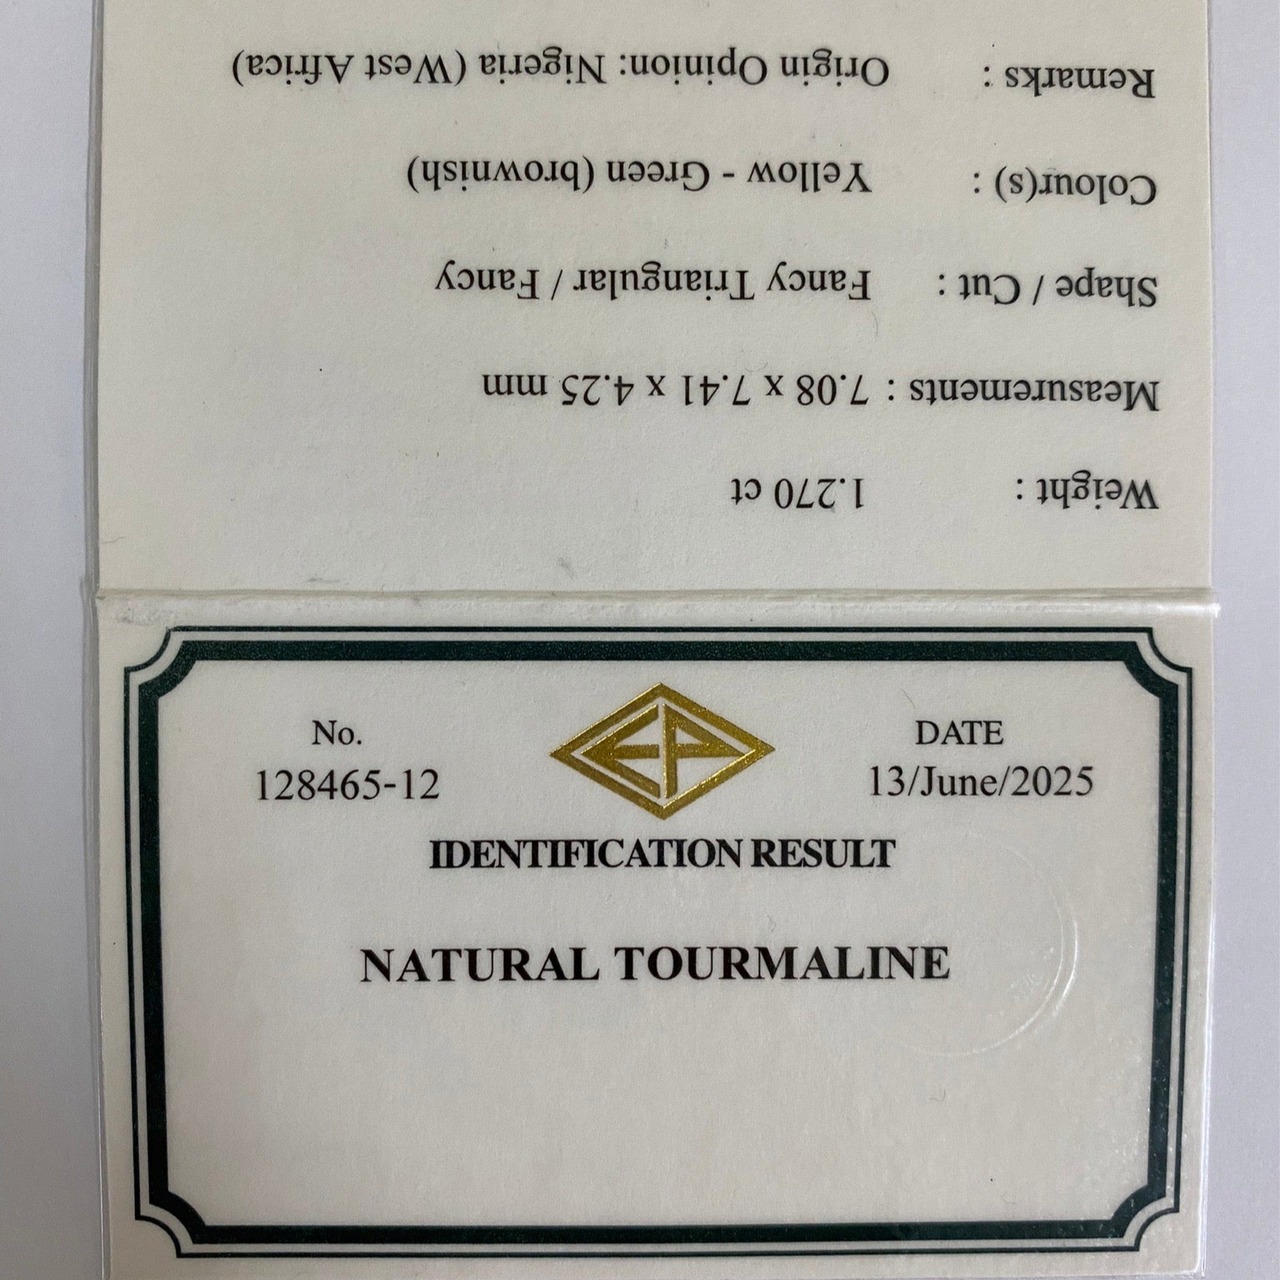 No.
128465-12
EP
DATE
13/June/2025
IDENTIFICATION RESULT
NATURAL TOURMALINE
Weight : 1.270 ct
Measurements : 7.08 x 7.41 x 4.25 mm
Shape / Cut : Fancy Triangular / Fancy
Colour(s) : Yellow - Green (brownish)
Remarks : Origin Opinion: Nigeria (West Africa)